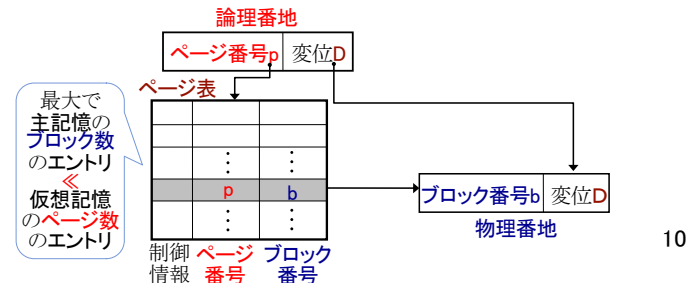 論理番地
ページ番号p 変位D
ページ表
最大で
主記憶の
ブロック数
のエントリ
≪
仮想記憶
のページ数
のエントリ
⋮ ⋮
p b
⋮ ⋮
制御情報 ページ番号 ブロック番号
ブロック番号b 変位D
物理番地
10